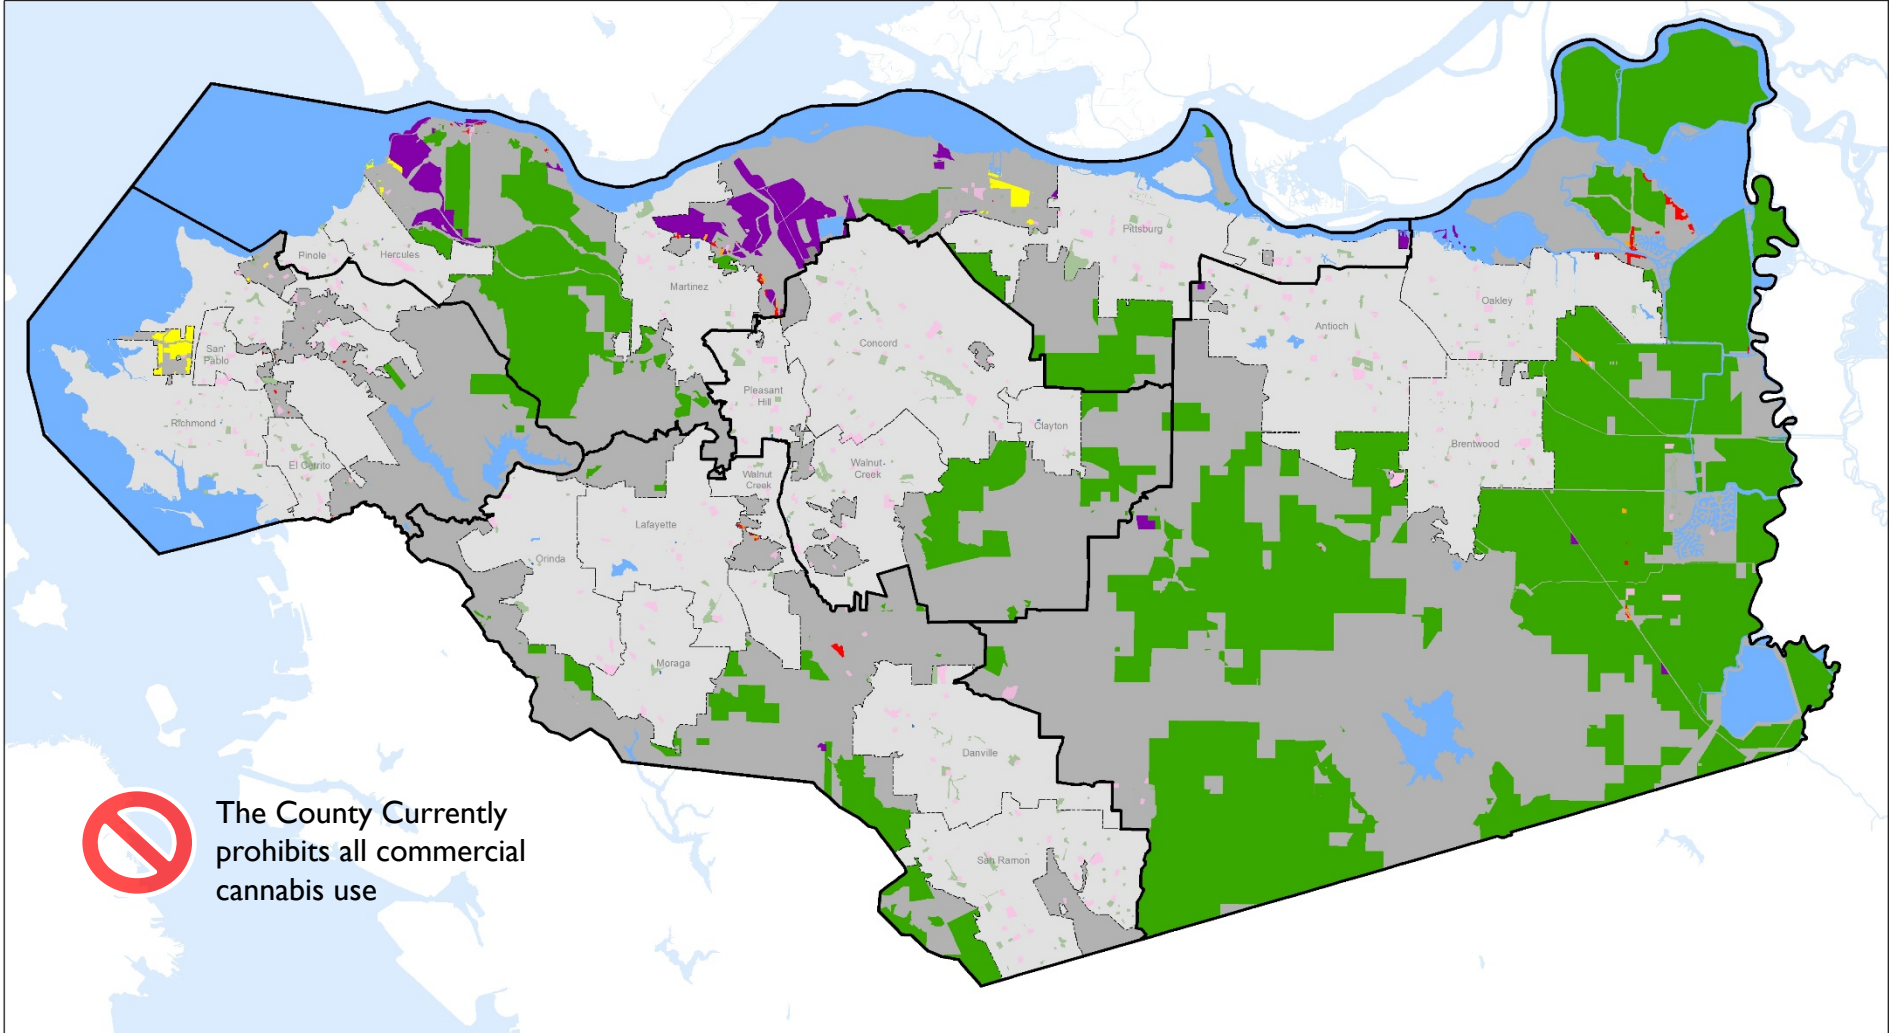 Pinole
Hercules
Pittsburg
Martinez
Oakley
Antioch
San
Pablo
Concord
Pleasant
Hill
Richmond
Clayton
El Cerrito
Brentwood
Walnut
Creek
Walnut
Creek
Lafayette
Orinda
Moraga
Danville
San Ramon
The County Currently
prohibits all commercial
cannabis use